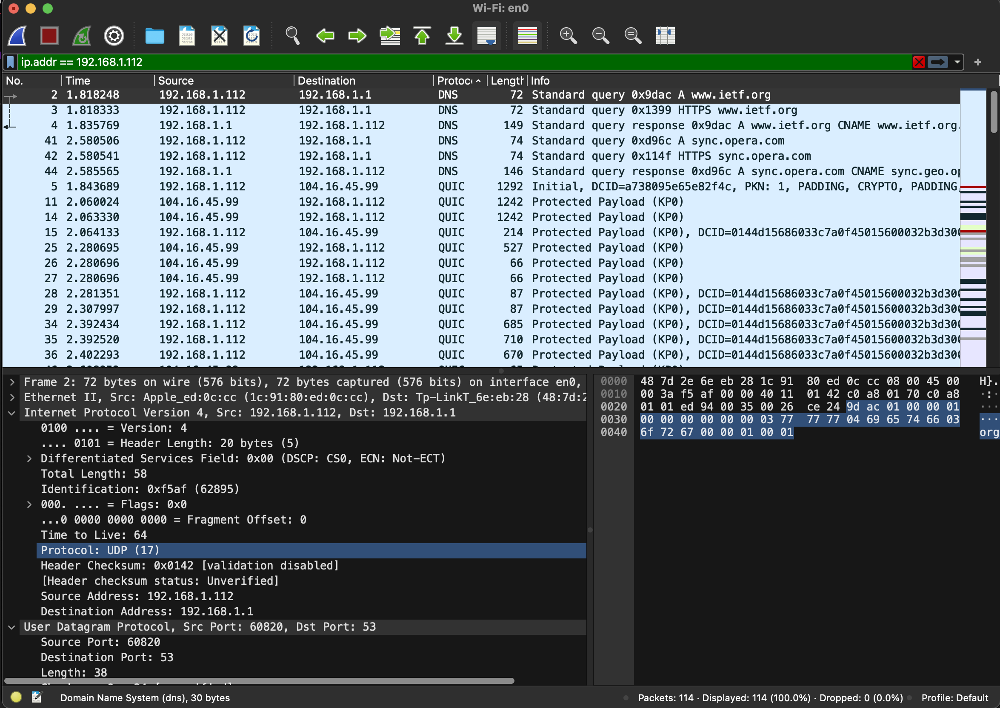 Wi-Fi: en0
ip.addr == 192.168.1.112
No. Time Source Destination Protoc Length Info
2 1.818248 192.168.1.112 192.168.1.1 DNS 72 Standard query 0x9dac A www.ietf.org
3 1.818333 192.168.1.112 192.168.1.1 DNS 72 Standard query 0x1399 HTTPS www.ietf.org
4 1.835769 192.168.1.1 192.168.1.112 DNS 149 Standard query response 0x9dac A www.ietf.org CNAME www.ietf.org.
41 2.580506 192.168.1.112 192.168.1.1 DNS 74 Standard query 0xd96c A sync.opera.com
42 2.580541 192.168.1.112 192.168.1.1 DNS 74 Standard query 0x114f HTTPS sync.opera.com
44 2.585565 192.168.1.1 192.168.1.112 DNS 146 Standard query response 0xd96c A sync.opera.com CNAME sync.geo.op
5 1.843689 192.168.1.112 104.16.45.99 QUIC 1292 Initial, DCID=a738095e65e82f4c, PKN: 1, PADDING, CRYPTO, PADDING,
11 2.060024 104.16.45.99 192.168.1.112 QUIC 1242 Protected Payload (KP0)
14 2.063330 104.16.45.99 192.168.1.112 QUIC 1242 Protected Payload (KP0)
15 2.064133 192.168.1.112 104.16.45.99 QUIC 214 Protected Payload (KP0), DCID=0144d15686033c7a0f45015600032b3d300
25 2.280695 104.16.45.99 192.168.1.112 QUIC 527 Protected Payload (KP0)
26 2.280696 104.16.45.99 192.168.1.112 QUIC 66 Protected Payload (KP0)
27 2.280696 104.16.45.99 192.168.1.112 QUIC 66 Protected Payload (KP0)
28 2.281351 192.168.1.112 104.16.45.99 QUIC 87 Protected Payload (KP0), DCID=0144d15686033c7a0f45015600032b3d300
29 2.307997 192.168.1.112 104.16.45.99 QUIC 87 Protected Payload (KP0), DCID=0144d15686033c7a0f45015600032b3d300
34 2.392434 192.168.1.112 104.16.45.99 QUIC 685 Protected Payload (KP0), DCID=0144d15686033c7a0f45015600032b3d300
35 2.392520 192.168.1.112 104.16.45.99 QUIC 710 Protected Payload (KP0), DCID=0144d15686033c7a0f45015600032b3d300
36 2.402293 192.168.1.112 104.16.45.99 QUIC 670 Protected Payload (KP0), DCID=0144d15686033c7a0f45015600032b3d300
Frame 2: 72 bytes on wire (576 bits), 72 bytes captured (576 bits) on interface en0,
Ethernet II, Src: Apple_ed:0c:cc (1c:91:80:ed:0c:cc), Dst: Tp-LinkT_6e:eb:28 (48:7d:2
Internet Protocol Version 4, Src: 192.168.1.112, Dst: 192.168.1.1
0100 .... = Version: 4
.... 0101 = Header Length: 20 bytes (5)
Differentiated Services Field: 0x00 (DSCP: CS0, ECN: Not-ECT)
Total Length: 58
Identification: 0xf5af (62895)
000. .... = Flags: 0x0
...0 0000 0000 0000 = Fragment Offset: 0
Time to Live: 64
Protocol: UDP (17)
Header Checksum: 0x0142 [validation disabled]
[Header checksum status: Unverified]
Source Address: 192.168.1.112
Destination Address: 192.168.1.1
User Datagram Protocol, Src Port: 60820, Dst Port: 53
Source Port: 60820
Destination Port: 53
Length: 38
0000 48 7d 2e 6e eb 28 1c 91 80 ed 0c cc 08 00 45 00 H}.
0010 00 3a f5 af 00 00 40 11 01 42 c0 a8 01 70 c0 a8 ·:·
0020 01 01 ed 94 00 35 00 26 ce 24 9d ac 01 00 00 01 ···
0030 00 00 00 00 00 00 03 77 77 77 04 69 65 74 66 03 ···
0040 6f 72 67 00 00 01 00 01 org
Domain Name System (dns), 30 bytes
Packets: 114 · Displayed: 114 (100.0%) · Dropped: 0 (0.0%)
Profile: Default